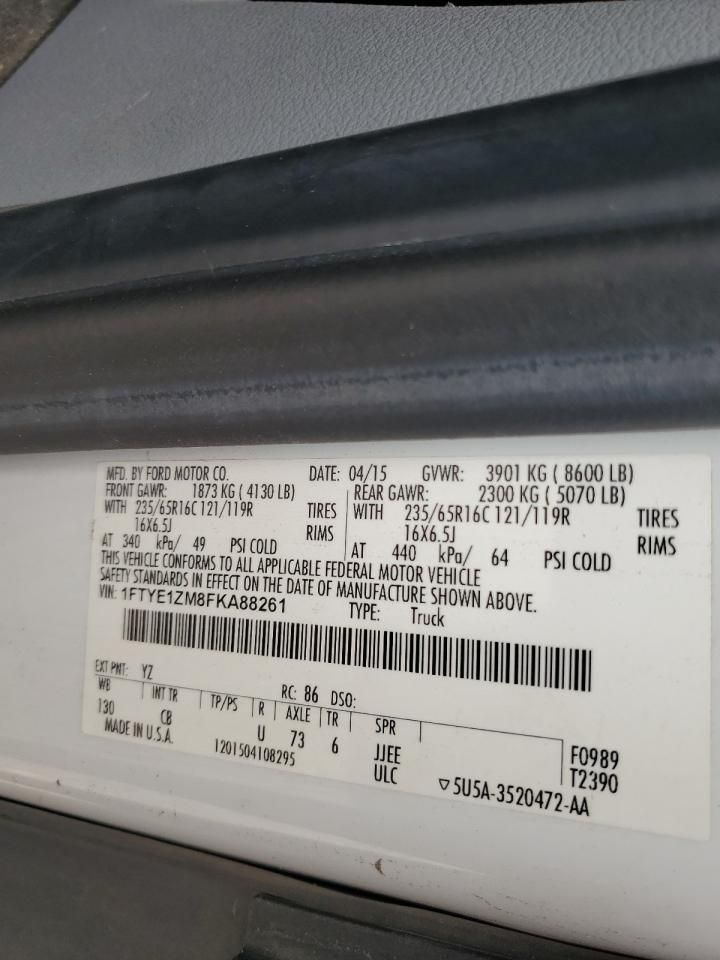 MFD. BY FORD MOTOR CO. DATE: 04/15 GVWR: 3901 KG ( 8600 LB)
FRONT GAWR: 1873 KG ( 4130 LB) REAR GAWR: 2300 KG ( 5070 LB)
WITH 235/65R16C 121/119R TIRES WITH 235/65R16C 121/119R TIRES
16X6.5J RIMS 16X6.5J RIMS
AT 340 kPa/ 49 PSI COLD AT 440 kPa/ 64 PSI COLD
THIS VEHICLE CONFORMS TO ALL APPLICABLE FEDERAL MOTOR VEHICLE
SAFETY STANDARDS IN EFFECT ON THE DATE OF MANUFACTURE SHOWN ABOVE.
VIN: 1FTYE1ZM8FKA88261 TYPE: Truck
EXT PNT: YZ RC: 86 DSO:
WB INT TR TP/PS R AXLE TR SPR
130 CB U 73 6 JJEE F0989
MADE IN U.S.A. 1201504108295 ULC T2390
▽5U5A-3520472-AA